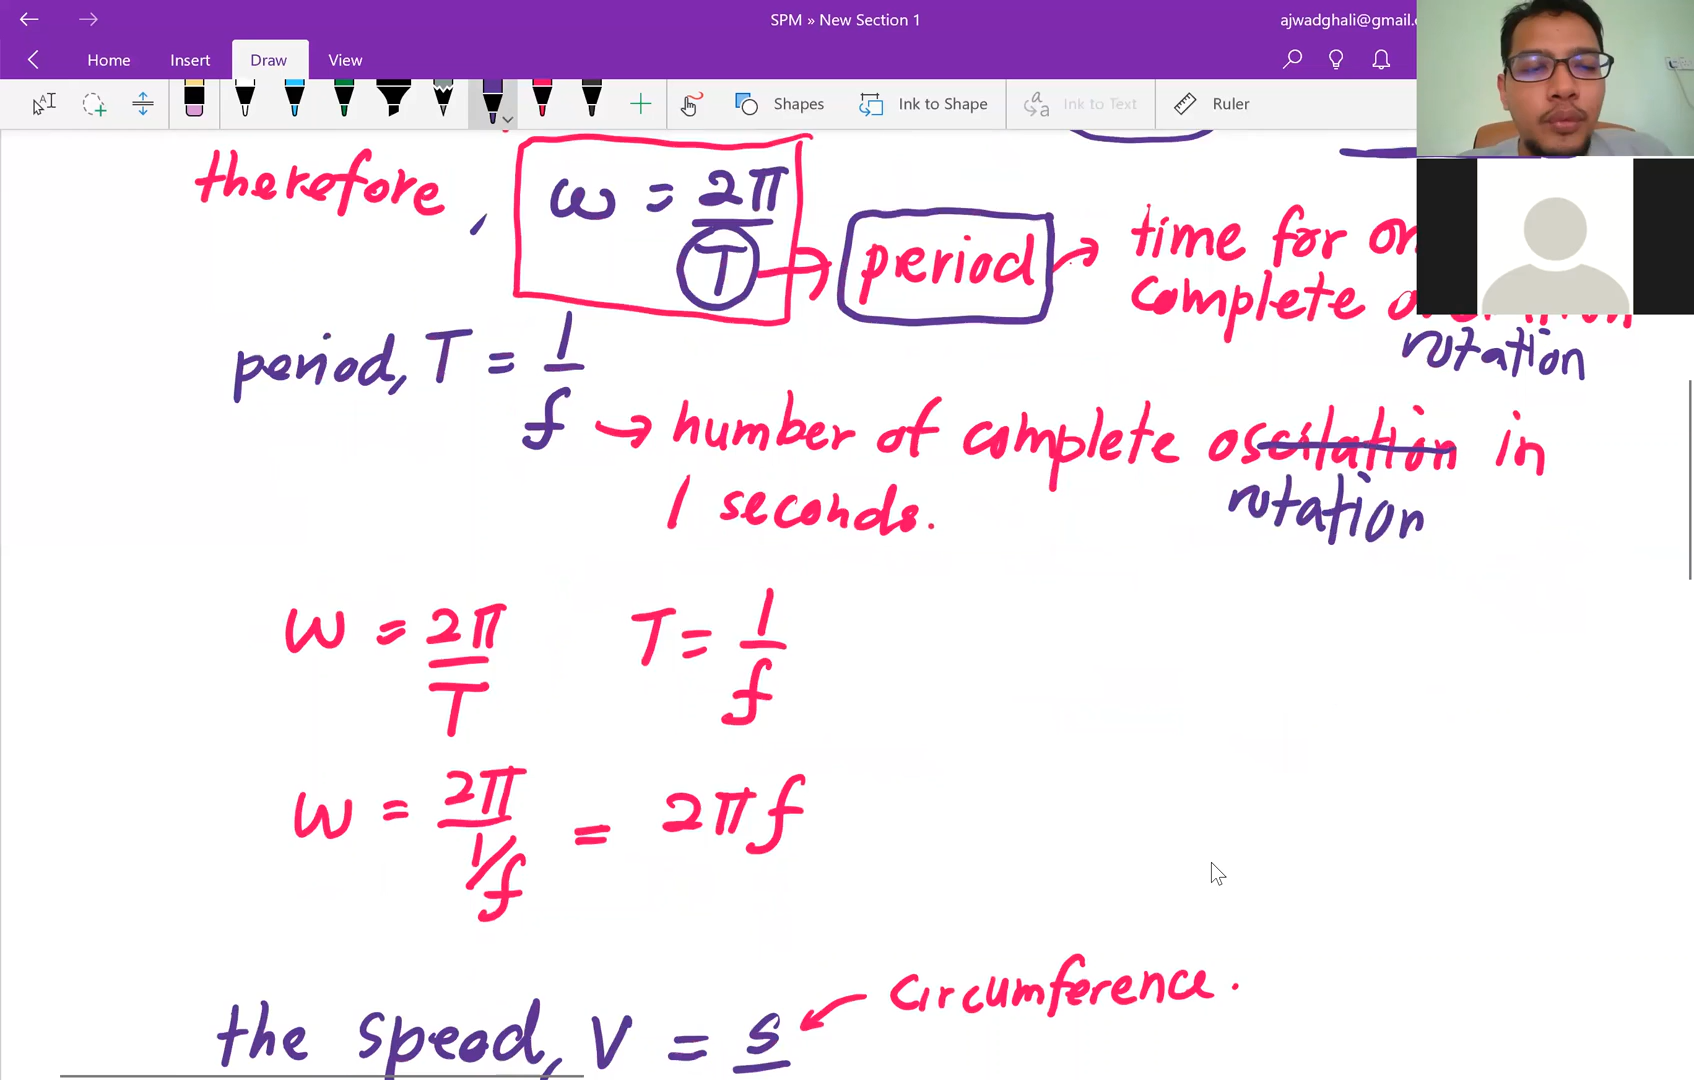 SPM » New Section 1
ajwadghali@gmail.c
Home Insert Draw View
Shapes Ink to Shape Ink to Text Ruler
therefore, ω = 2π / T → period → time for on
complete
rotation
period, T = 1 / f → number of complete oscilation in
1 seconds. rotation
ω = 2π / T T = 1 / f
ω = 2π / 1/f = 2πf
circumference.
the speed, V = s